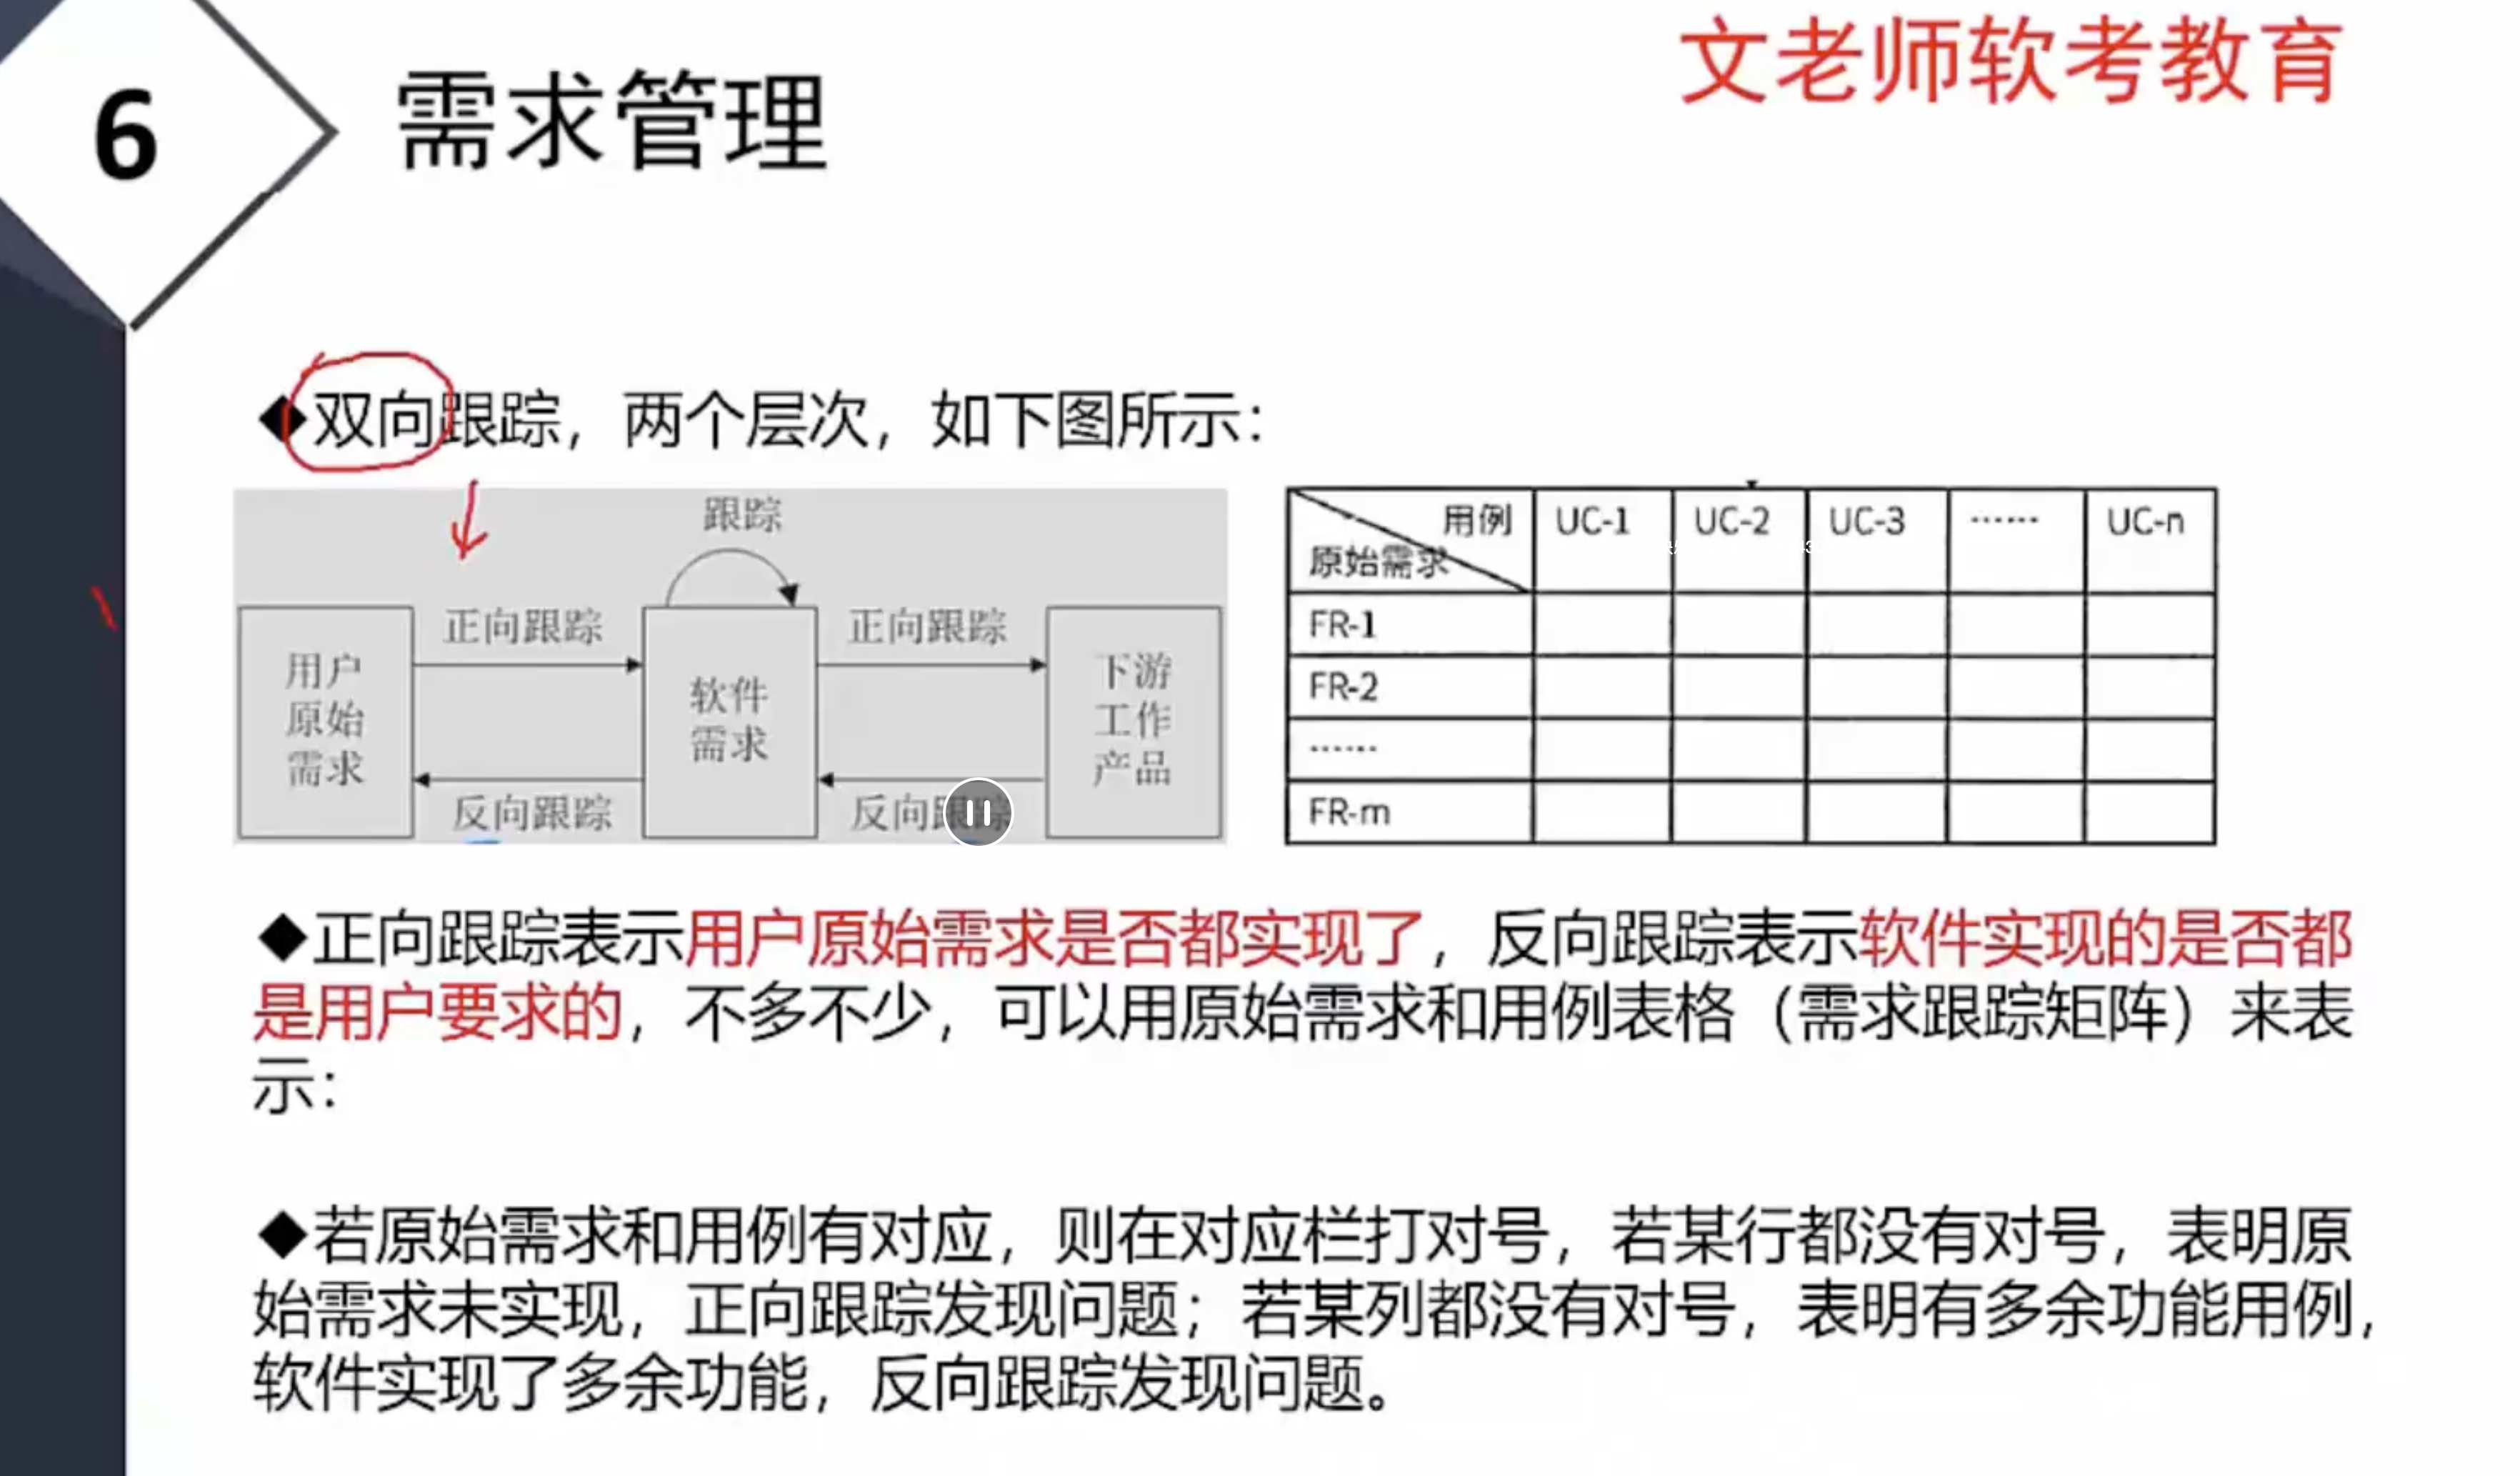 6
需求管理
文老师软考教育
◆双向跟踪，两个层次，如下图所示：
跟踪
正向跟踪
正向跟踪
用户
原始
需求
软件
需求
下游
工作
产品
反向跟踪
反向跟踪
用例
原始需求
UC-1
UC-2
UC-3
······
UC-n
FR-1
FR-2
······
FR-m
◆正向跟踪表示用户原始需求是否都实现了，反向跟踪表示软件实现的是否都
是用户要求的，不多不少，可以用原始需求和用例表格（需求跟踪矩阵）来表
示：
◆若原始需求和用例有对应，则在对应栏打对号，若某行都没有对号，表明原
始需求未实现，正向跟踪发现问题；若某列都没有对号，表明有多余功能用例，
软件实现了多余功能，反向跟踪发现问题。